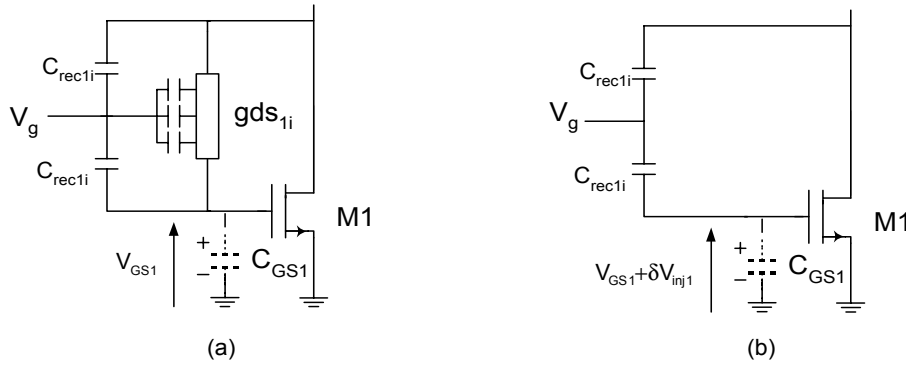 C_rec1i
V_g
gds_1i
C_rec1i
M1
+
−
V_GS1
C_GS1
(a)
C_rec1i
V_g
C_rec1i
M1
+
−
V_GS1+δV_inj1
C_GS1
(b)